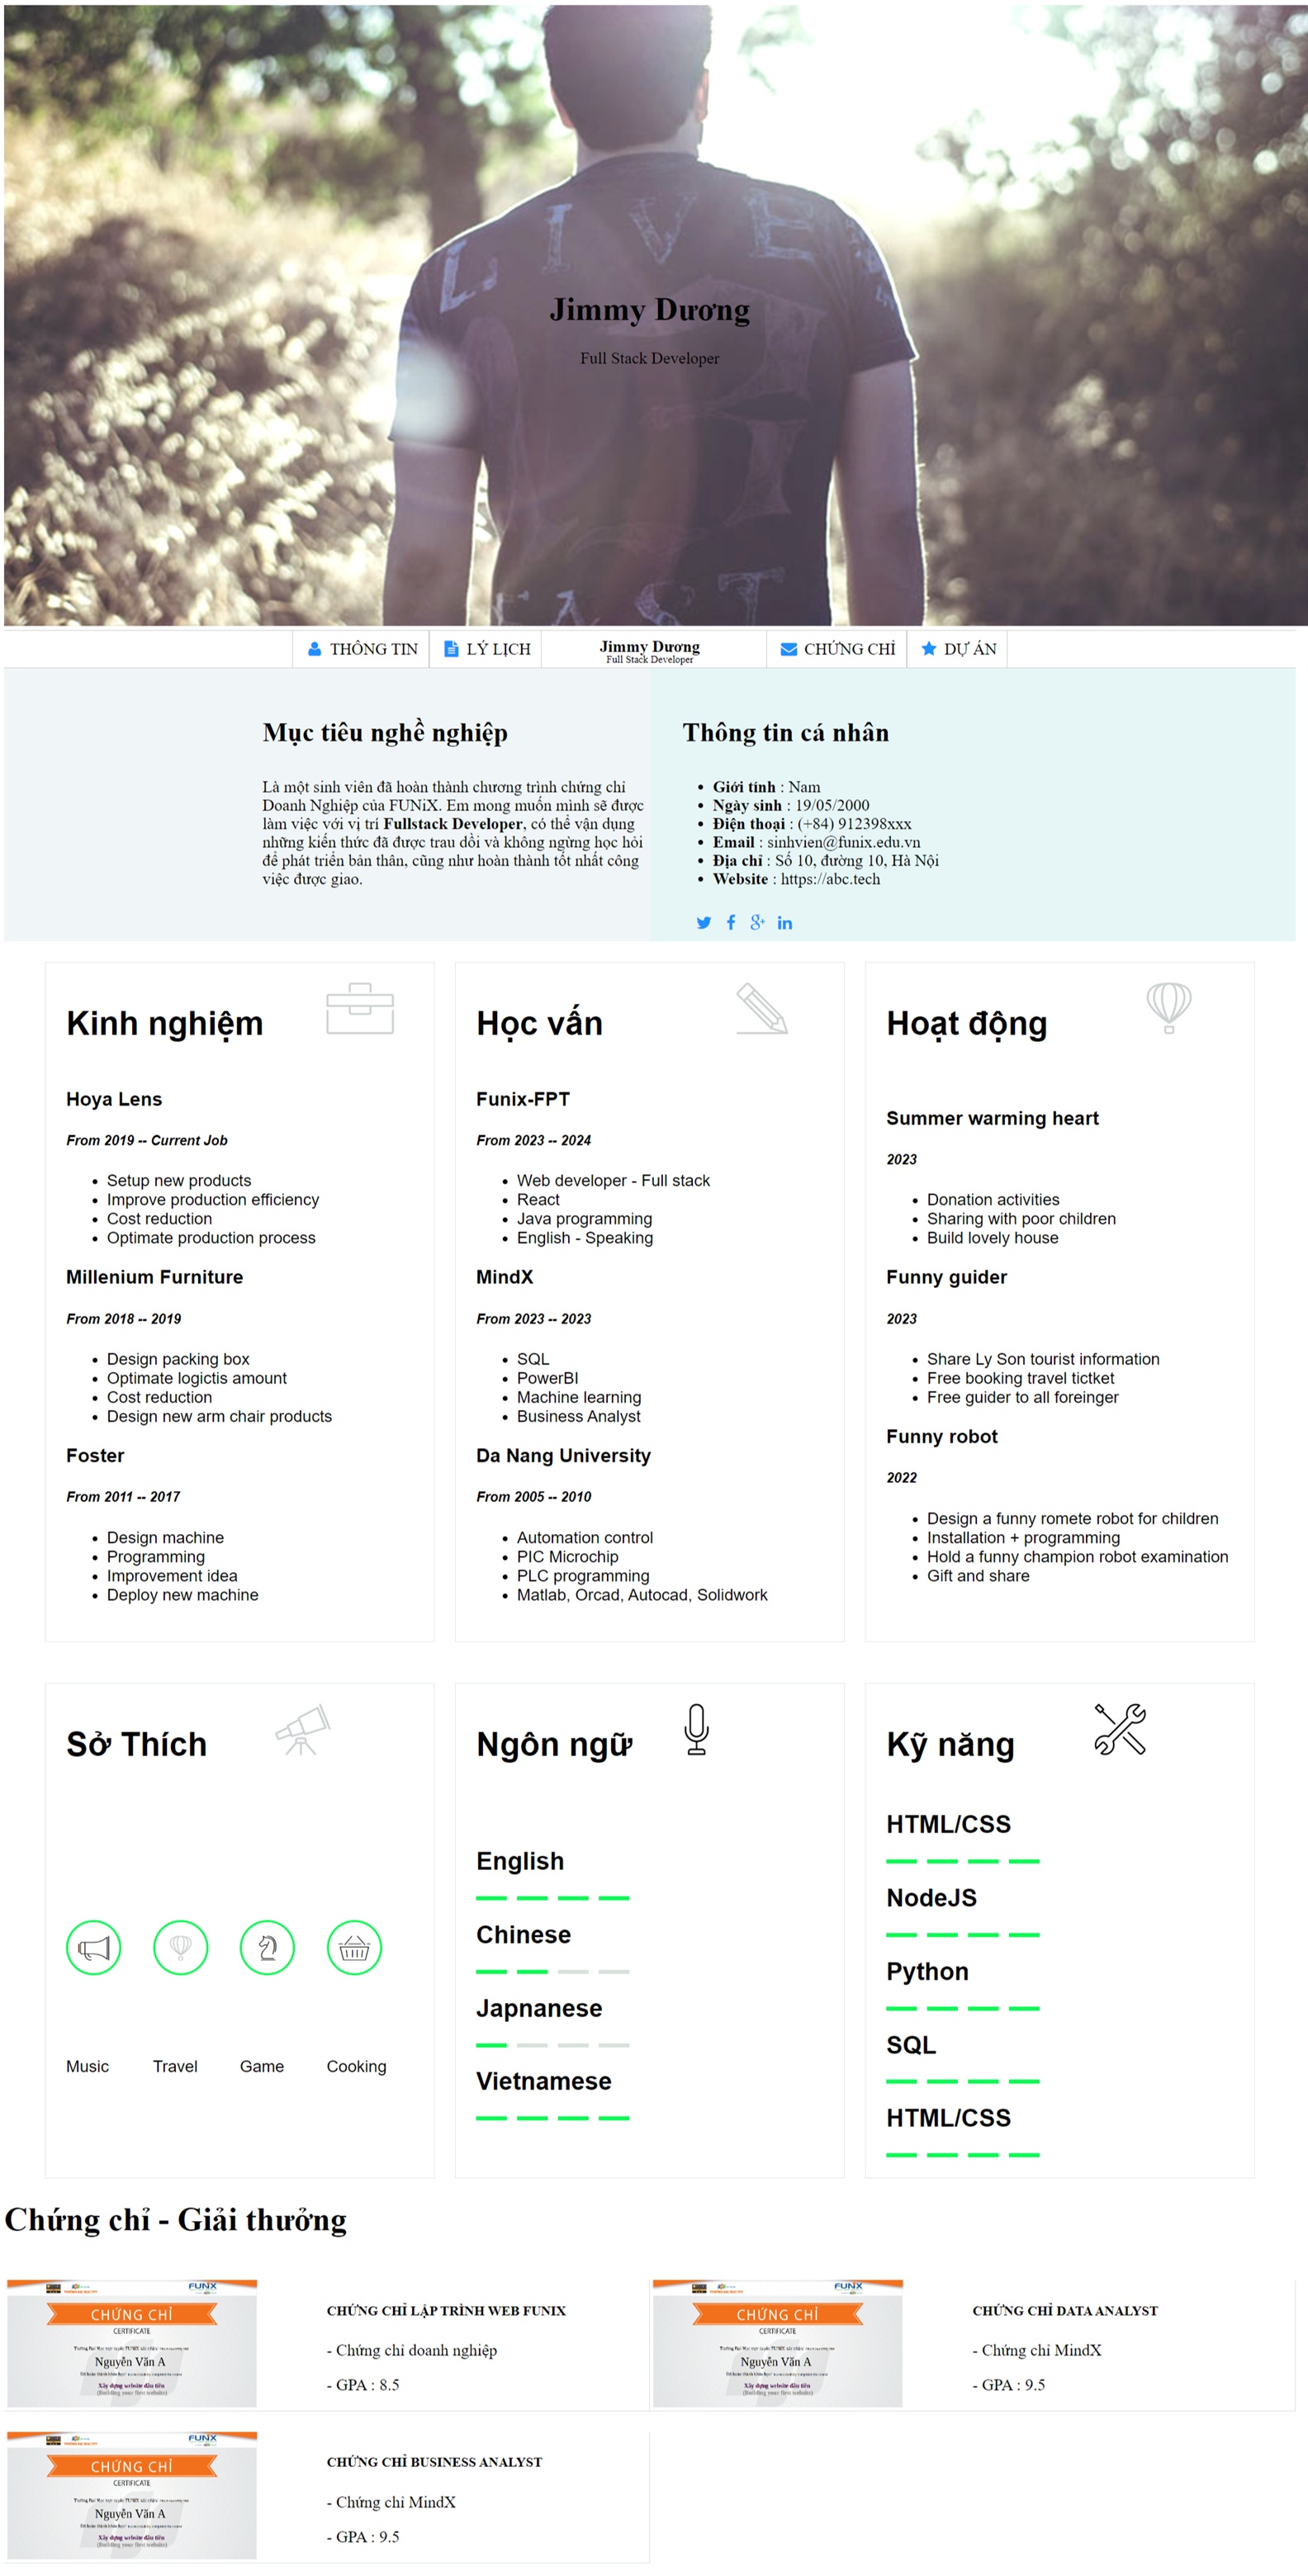 LIVE
Jimmy Dương
Full Stack Developer
FAST
THÔNG TIN
LÝ LỊCH
Jimmy Dương
Full Stack Developer
CHỨNG CHỈ
DỰ ÁN
Mục tiêu nghề nghiệp
Là một sinh viên đã hoàn thành chương trình chứng chỉ
Doanh Nghiệp của FUNiX. Em mong muốn mình sẽ được
làm việc với vị trí Fullstack Developer, có thể vận dụng
những kiến thức đã được trau dồi và không ngừng học hỏi
để phát triển bản thân, cũng như hoàn thành tốt nhất công
việc được giao.
Thông tin cá nhân
Giới tính : Nam
Ngày sinh : 19/05/2000
Điện thoại : (+84) 912398xxx
Email : sinhvien@funix.edu.vn
Địa chỉ : Số 10, đường 10, Hà Nội
Website : https://abc.tech
Kinh nghiệm
Hoya Lens
From 2019 -- Current Job
Setup new products
Improve production efficiency
Cost reduction
Optimate production process
Millenium Furniture
From 2018 -- 2019
Design packing box
Optimate logictis amount
Cost reduction
Design new arm chair products
Foster
From 2011 -- 2017
Design machine
Programming
Improvement idea
Deploy new machine
Học vấn
Funix-FPT
From 2023 -- 2024
Web developer - Full stack
React
Java programming
English - Speaking
MindX
From 2023 -- 2023
SQL
PowerBI
Machine learning
Business Analyst
Da Nang University
From 2005 -- 2010
Automation control
PIC Microchip
PLC programming
Matlab, Orcad, Autocad, Solidwork
Hoạt động
Summer warming heart
2023
Donation activities
Sharing with poor children
Build lovely house
Funny guider
2023
Share Ly Son tourist information
Free booking travel tictket
Free guider to all foreinger
Funny robot
2022
Design a funny romete robot for children
Installation + programming
Hold a funny champion robot examination
Gift and share
Sở Thích
Music
Travel
Game
Cooking
Ngôn ngữ
English
Chinese
Japnanese
Vietnamese
Kỹ năng
HTML/CSS
NodeJS
Python
SQL
HTML/CSS
Chứng chỉ - Giải thưởng
FUNiX
CHỨNG CHỈ
CERTIFICATE
Nguyễn Văn A
Xây dựng website đầu tiên
(Building your first website)
CHỨNG CHỈ LẬP TRÌNH WEB FUNIX
- Chứng chỉ doanh nghiệp
- GPA : 8.5
FUNiX
CHỨNG CHỈ
CERTIFICATE
Nguyễn Văn A
Xây dựng website đầu tiên
(Building your first website)
CHỨNG CHỈ DATA ANALYST
- Chứng chỉ MindX
- GPA : 9.5
FUNiX
CHỨNG CHỈ
CERTIFICATE
Nguyễn Văn A
Xây dựng website đầu tiên
(Building your first website)
CHỨNG CHỈ BUSINESS ANALYST
- Chứng chỉ MindX
- GPA : 9.5